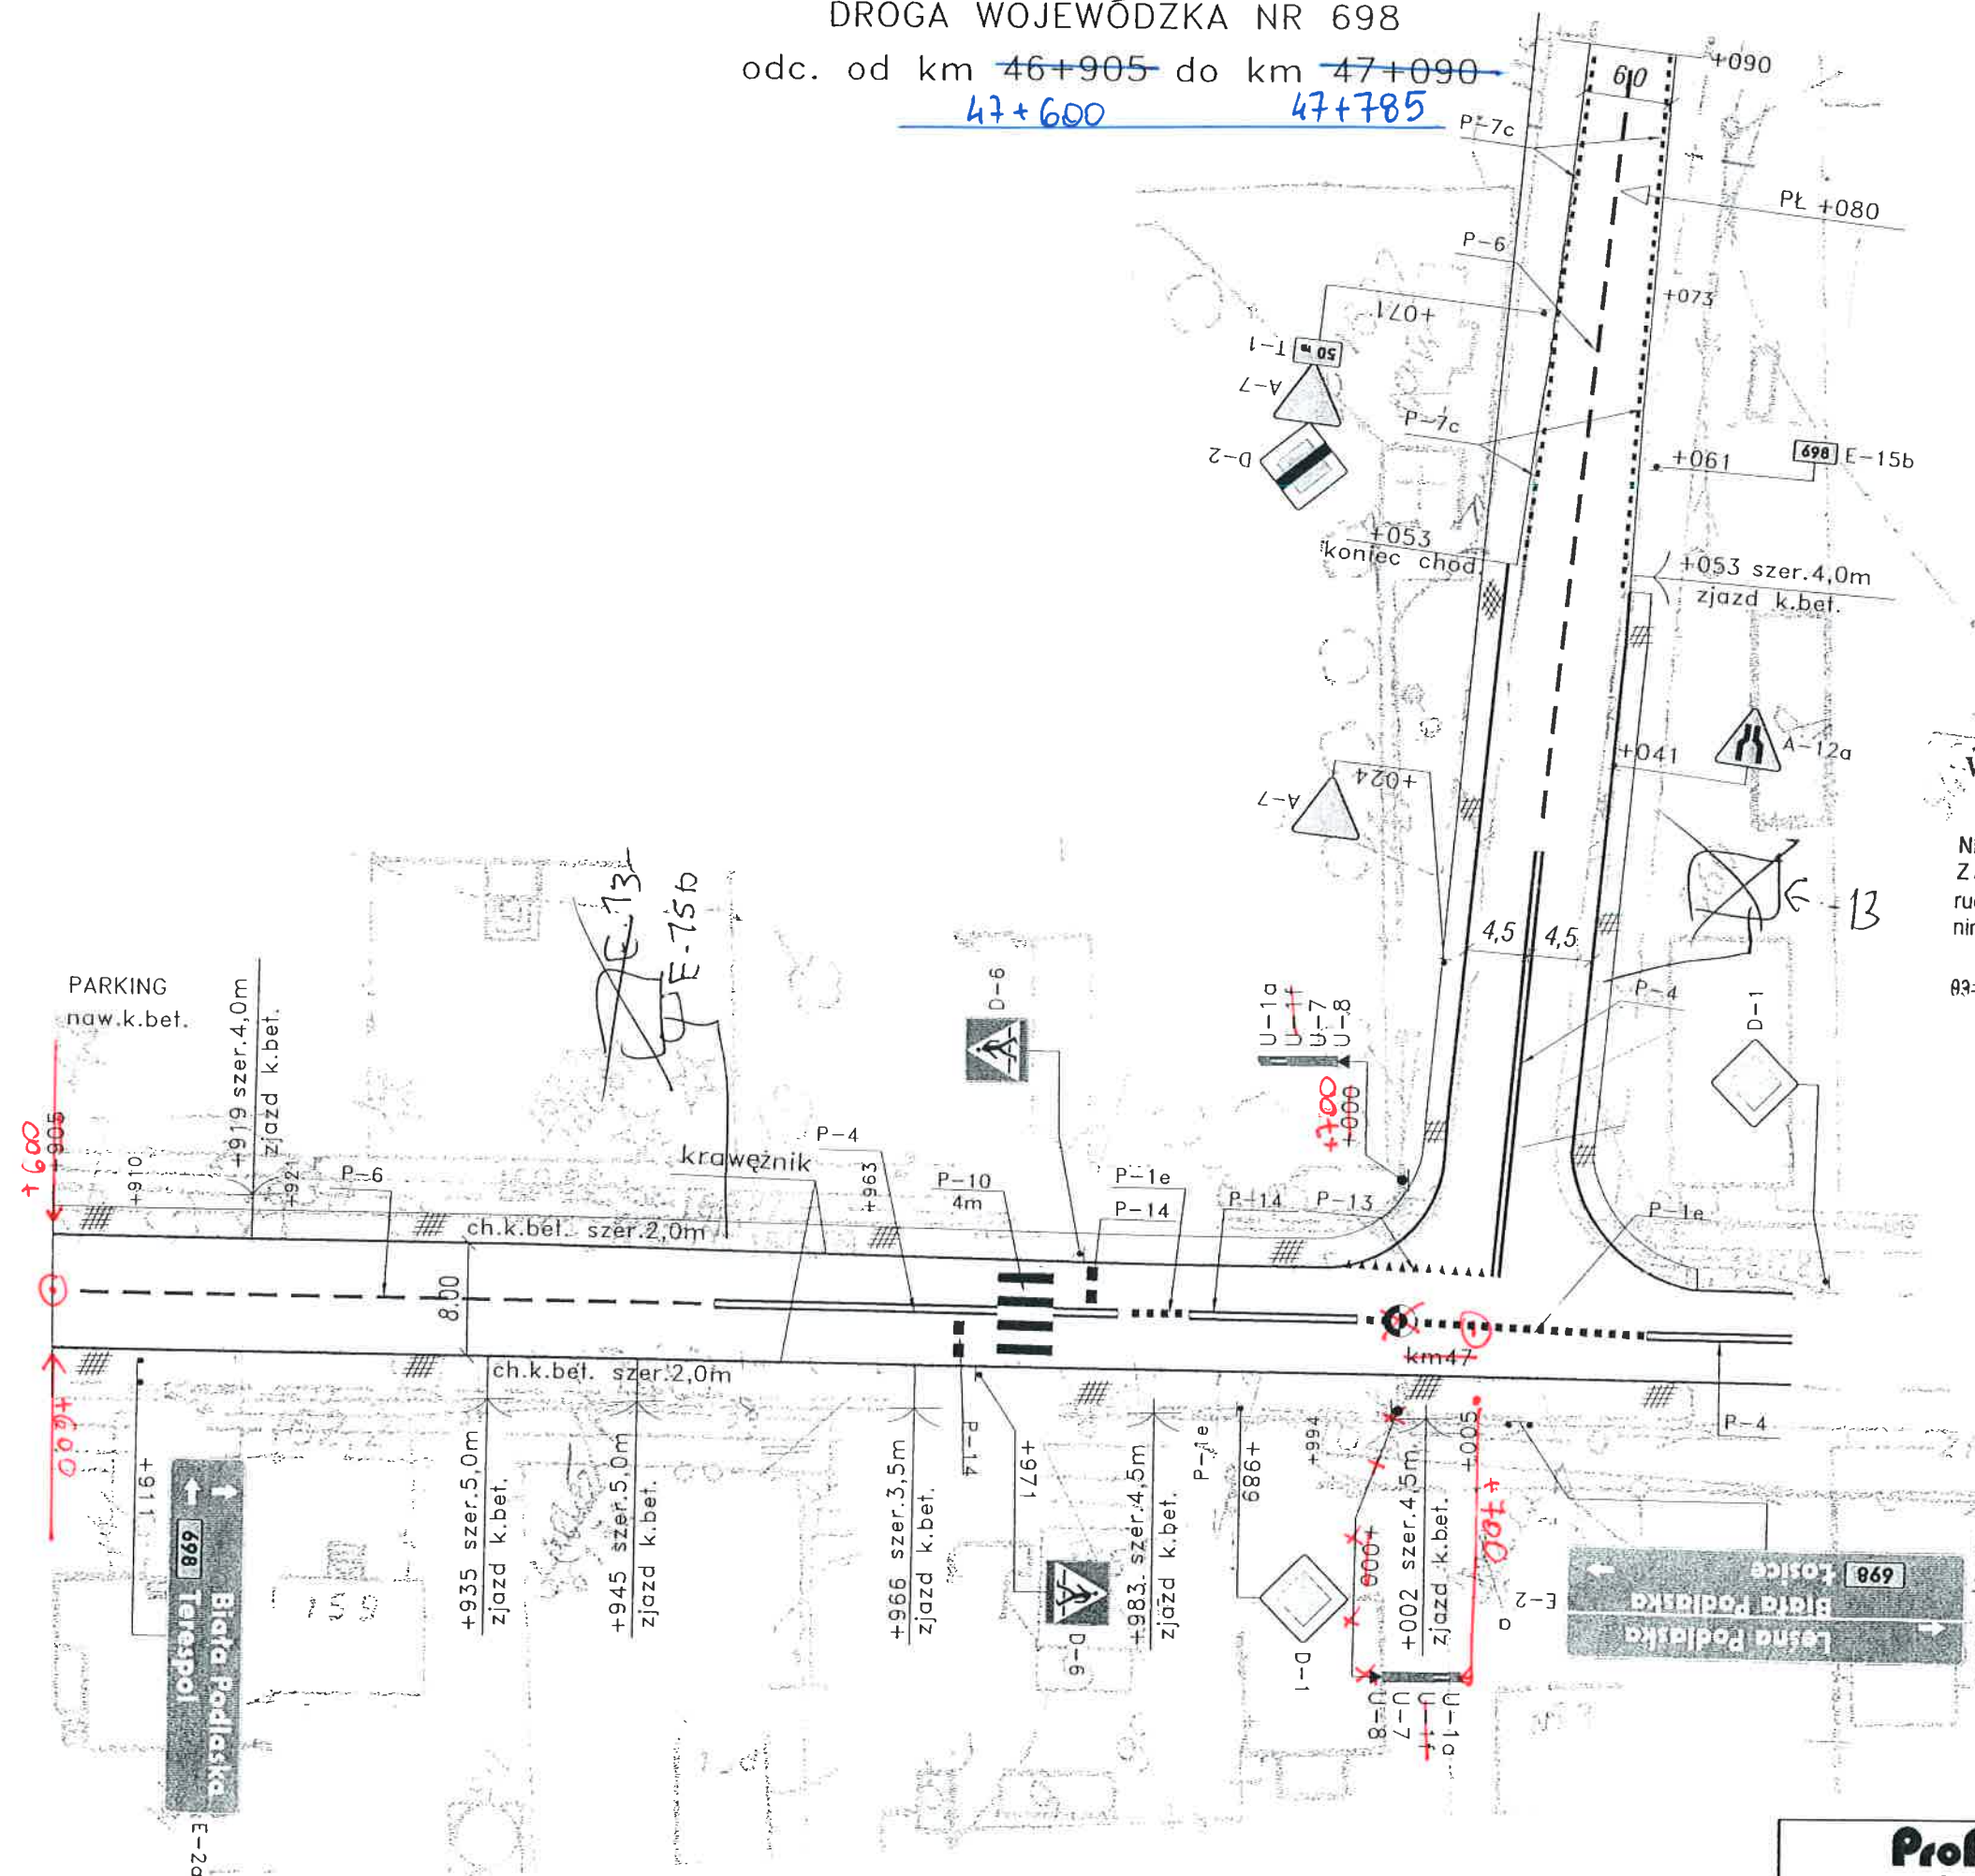 DROGA WOJEWÓDZKA NR 698
odc. od km 46+905 do km 47+090
47+600 47+785
+090
6,0
P-7c
PŁ +080
P-6
+073
+071
T-1
50 m
A-7
D-2
P-7c
+061
698 E-15b
+053
koniec chod.
+053 szer.4,0m
zjazd k.bet.
A-12a
+041
+024
A-7
4,5 4,5
P-4
D-1
E-15b
PARKING
naw.k.bet.
+919 szer.4,0m
zjazd k.bet.
D-6
U-1a
U-1f
U-7
U-8
+700
+000
+600
+905
+910
+921
P-6
krawężnik
P-4
+963
P-10
4m
P-1e
P-14
P-14
P-13
P-1e
ch.k.bet. szer.2,0m
8.00
km47
ch.k.bet. szer.2,0m
P-4
+600
+911
698
Biała Podlaska
Terespol
E-2a
+935 szer.5,0m
zjazd k.bet.
+945 szer.5,0m
zjazd k.bet.
+966 szer.3,5m
zjazd k.bet.
P-14
+971
D-6
+983 szer.4,5m
zjazd k.bet.
P-1e
+989
D-1
+994
+000
+002 szer.4,5m
zjazd k.bet.
+005
+700
U-8
U-7
U-1f
U-1a
E-2a
698 Łosice
Biała Podlaska
Leśna Podlaska